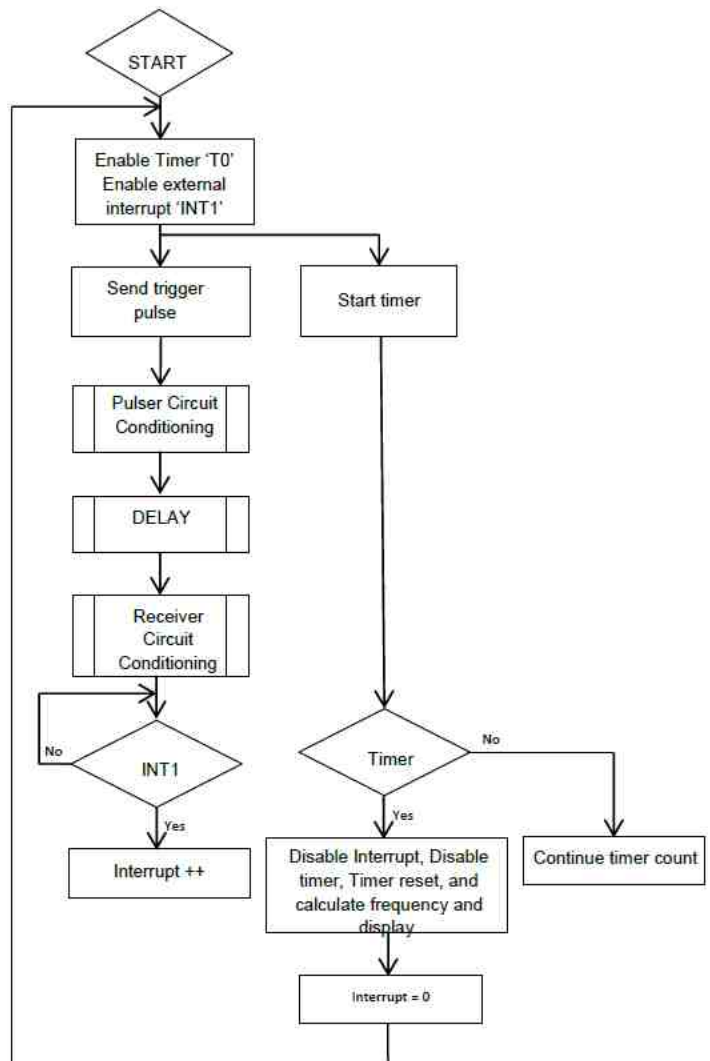 START
Enable Timer ‘T0’
Enable external
interrupt ‘INT1’
Send trigger
pulse
Start timer
Pulser Circuit
Conditioning
DELAY
Receiver
Circuit
Conditioning
No
INT1
Yes
Interrupt ++
Timer
No
Yes
Continue timer count
Disable Interrupt, Disable
timer, Timer reset, and
calculate frequency and
display
Interrupt = 0